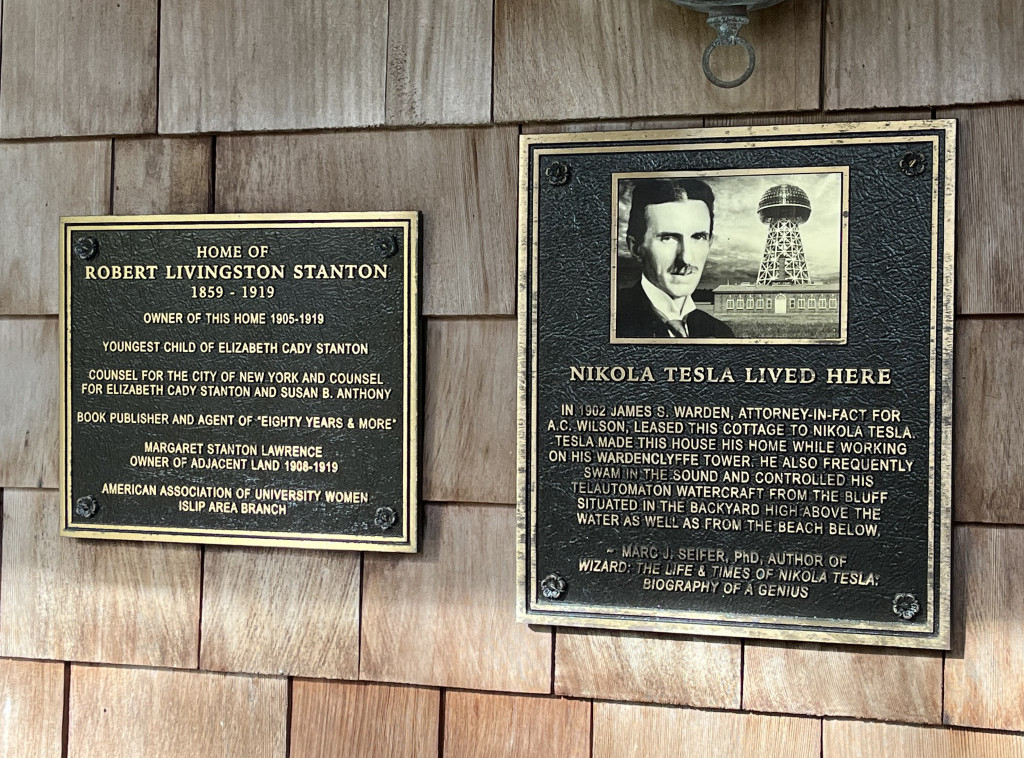 HOME OF
ROBERT LIVINGSTON STANTON
1859 - 1919
OWNER OF THIS HOME 1905-1919
YOUNGEST CHILD OF ELIZABETH CADY STANTON
COUNSEL FOR THE CITY OF NEW YORK AND COUNSEL
FOR ELIZABETH CADY STANTON AND SUSAN B. ANTHONY
BOOK PUBLISHER AND AGENT OF "EIGHTY YEARS & MORE"
MARGARET STANTON LAWRENCE
OWNER OF ADJACENT LAND 1908-1919
AMERICAN ASSOCIATION OF UNIVERSITY WOMEN
ISLIP AREA BRANCH
NIKOLA TESLA LIVED HERE
IN 1902 JAMES S. WARDEN, ATTORNEY-IN-FACT FOR
A.C. WILSON, LEASED THIS COTTAGE TO NIKOLA TESLA.
TESLA MADE THIS HOUSE HIS HOME WHILE WORKING
ON HIS WARDENCLYFFE TOWER. HE ALSO FREQUENTLY
SWAM IN THE SOUND AND CONTROLLED HIS
TELAUTOMATON WATERCRAFT FROM THE BLUFF
SITUATED IN THE BACKYARD HIGH ABOVE THE
WATER AS WELL AS FROM THE BEACH BELOW.
~ MARC J. SEIFER, PhD, AUTHOR OF
WIZARD: THE LIFE & TIMES OF NIKOLA TESLA:
BIOGRAPHY OF A GENIUS